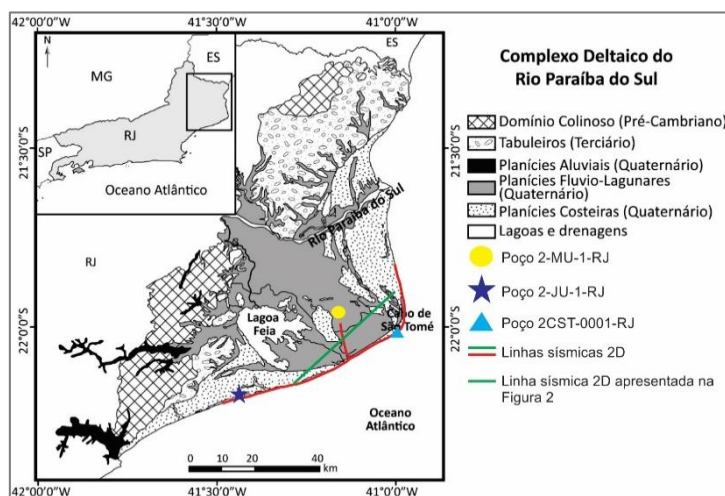 42°00'0"W
41°30'0"W
41°00'0"W
N
ES
MG
RJ
SP
Oceano Atlântico
ES
21°30'0"S
21°30'0"S
Rio Paraíba do Sul
RJ
22°0'0"S
22°0'0"S
Lagoa
Feia
Cabo de
São Tomé
Oceano
Atlântico
0
10
20
40
km
42°00'0"W
41°30'0"W
41°00'0"W
Complexo Deltaico do
Rio Paraíba do Sul
Domínio Colinoso (Pré-Cambriano)
Tabuleiros (Terciário)
Planícies Aluviais (Quaternário)
Planícies Fluvio-Lagunares
(Quaternário)
Planícies Costeiras (Quaternário)
Lagoas e drenagens
Poço 2-MU-1-RJ
Poço 2-JU-1-RJ
Poço 2CST-0001-RJ
Linhas sísmicas 2D
Linha sísmica 2D apresentada na
Figura 2